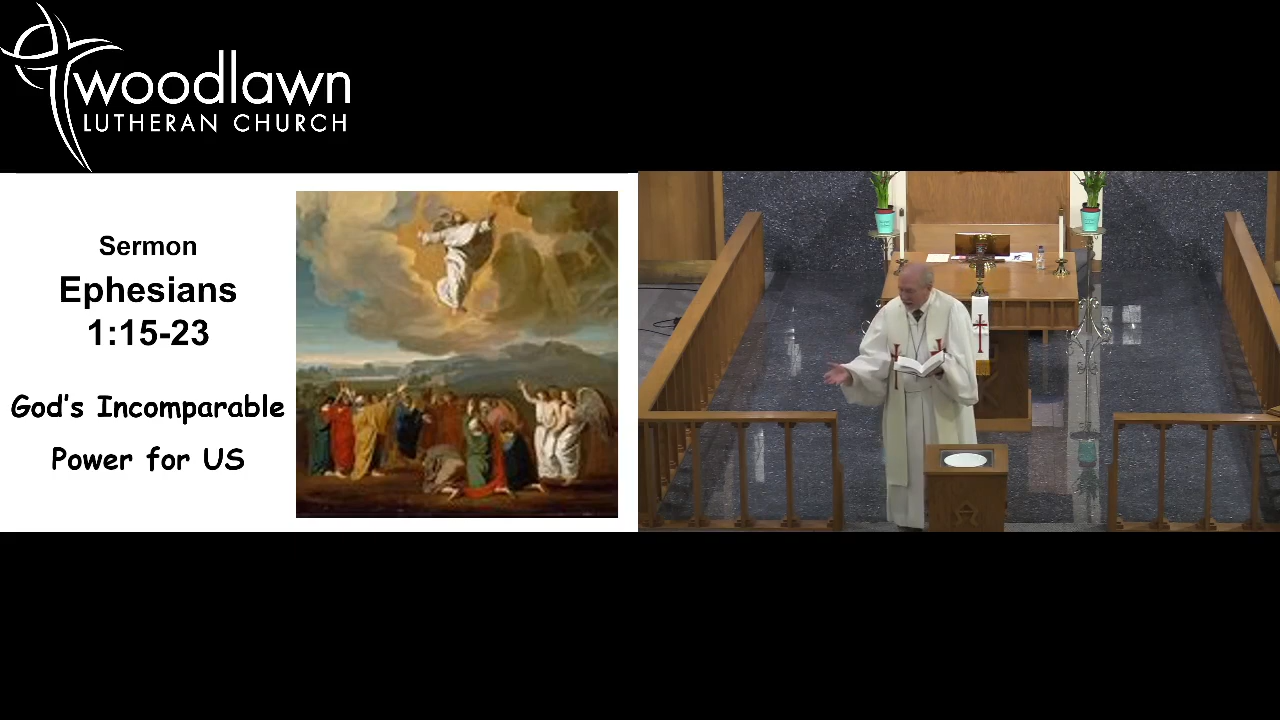 woodlawn
LUTHERAN CHURCH
Sermon
Ephesians
1:15-23
God's Incomparable
Power for US